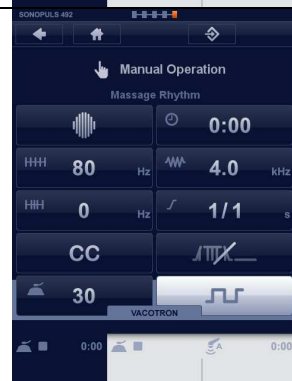 SONOPULS 492
Manual Operation
Massage Rhythm
0:00
80 Hz
4.0 kHz
0 Hz
1/1 s
CC
30
VACOTRON
0:00
A
0:00